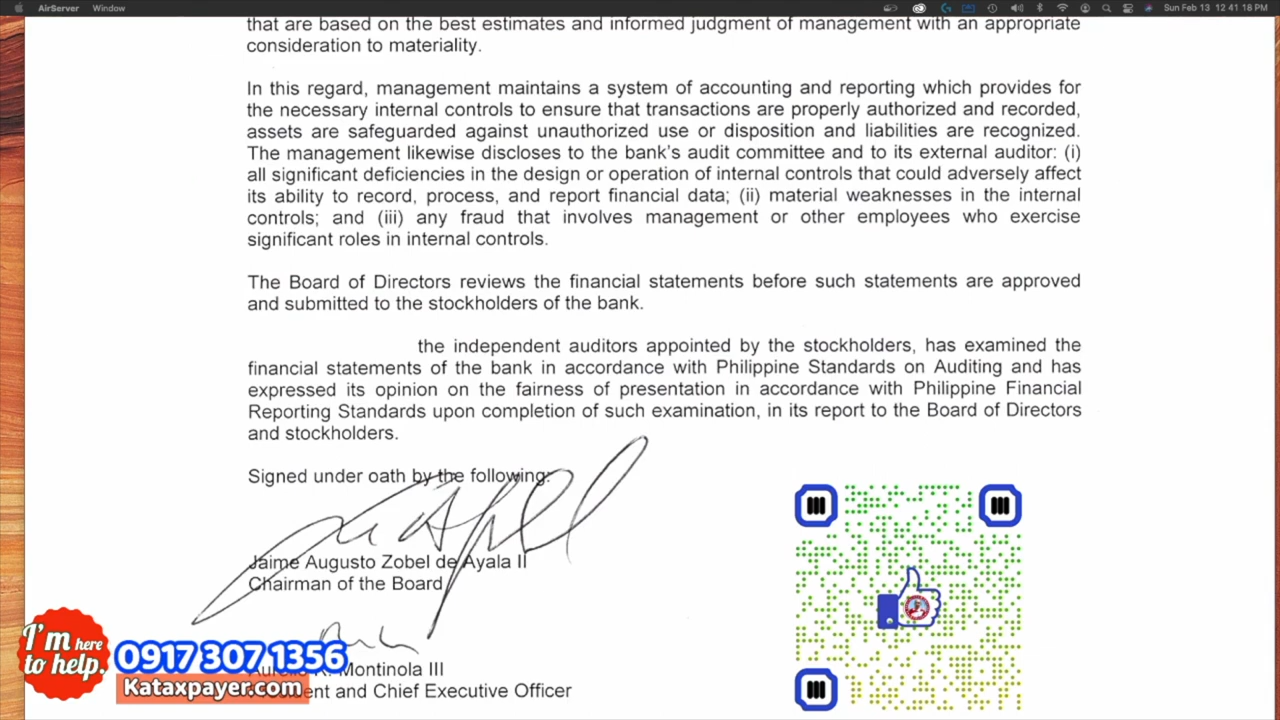 AirServer Window Sun Feb 13 12:41:18 PM
that are based on the best estimates and informed judgment of management with an appropriate
consideration to materiality.
In this regard, management maintains a system of accounting and reporting which provides for
the necessary internal controls to ensure that transactions are properly authorized and recorded,
assets are safeguarded against unauthorized use or disposition and liabilities are recognized.
The management likewise discloses to the bank's audit committee and to its external auditor: (i)
all significant deficiencies in the design or operation of internal controls that could adversely affect
its ability to record, process, and report financial data; (ii) material weaknesses in the internal
controls; and (iii) any fraud that involves management or other employees who exercise
significant roles in internal controls.
The Board of Directors reviews the financial statements before such statements are approved
and submitted to the stockholders of the bank.
the independent auditors appointed by the stockholders, has examined the
financial statements of the bank in accordance with Philippine Standards on Auditing and has
expressed its opinion on the fairness of presentation in accordance with Philippine Financial
Reporting Standards upon completion of such examination, in its report to the Board of Directors
and stockholders.
Signed under oath by the following:
Jaime Augusto Zobel de Ayala II
Chairman of the Board
Montinola III
and Chief Executive Officer
I'm here
to help.
0917 307 1356
Kataxpayer.com